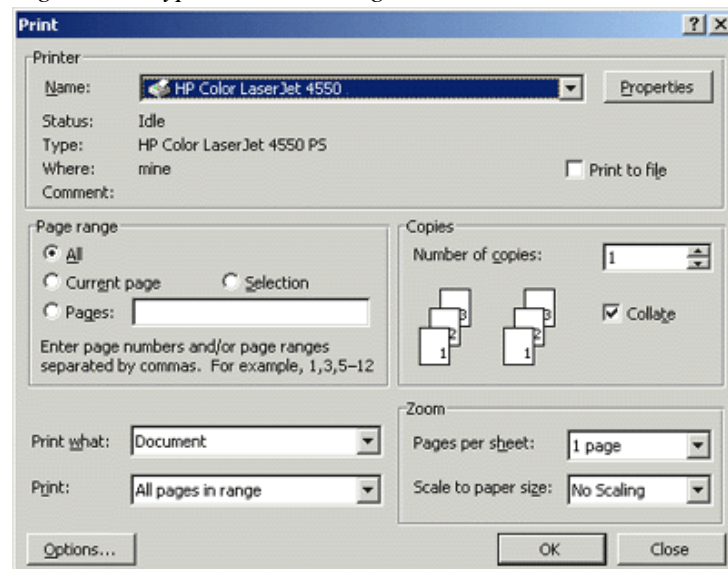 Print
Printer
Name: HP Color LaserJet 4550 Properties
Status: Idle
Type: HP Color LaserJet 4550 PS
Where: mine Print to file
Comment:
Page range
All
Current page Selection
Pages:
Enter page numbers and/or page ranges
separated by commas. For example, 1,3,5–12
Copies
Number of copies: 1
3 3
2 2
1 1
Collate
Print what: Document
Print: All pages in range
Zoom
Pages per sheet: 1 page
Scale to paper size: No Scaling
Options... OK Close